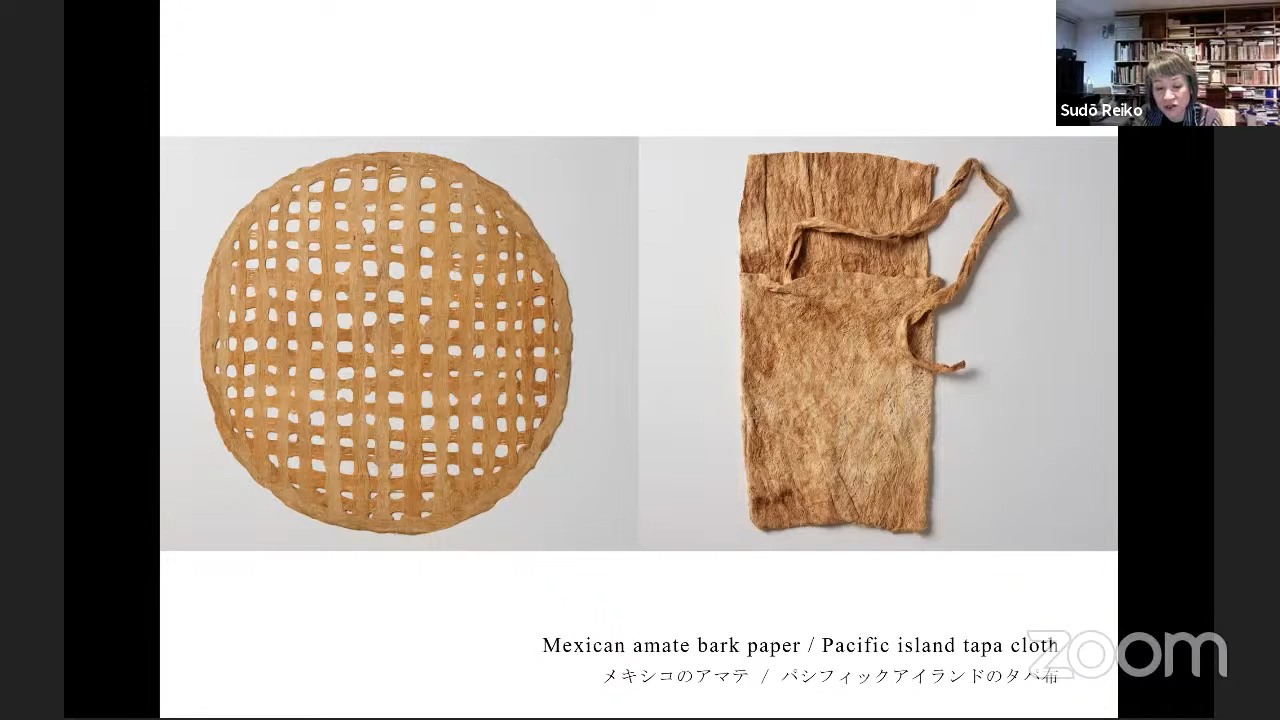 Sudō Reiko
Mexican amate bark paper / Pacific island tapa cloth
メキシコのアマテ / パシフィックアイランドのタパ布
zoom